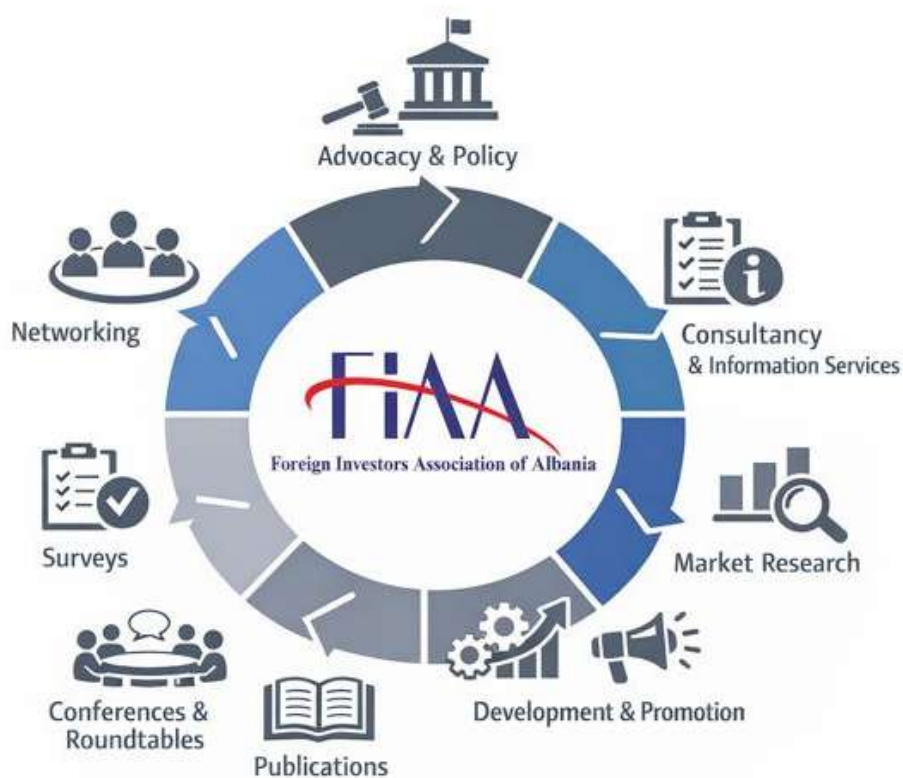 Advocacy & Policy
Consultancy
& Information Services
Market Research
Development & Promotion
Publications
Conferences &
Roundtables
Surveys
Networking
FIAA
Foreign Investors Association of Albania